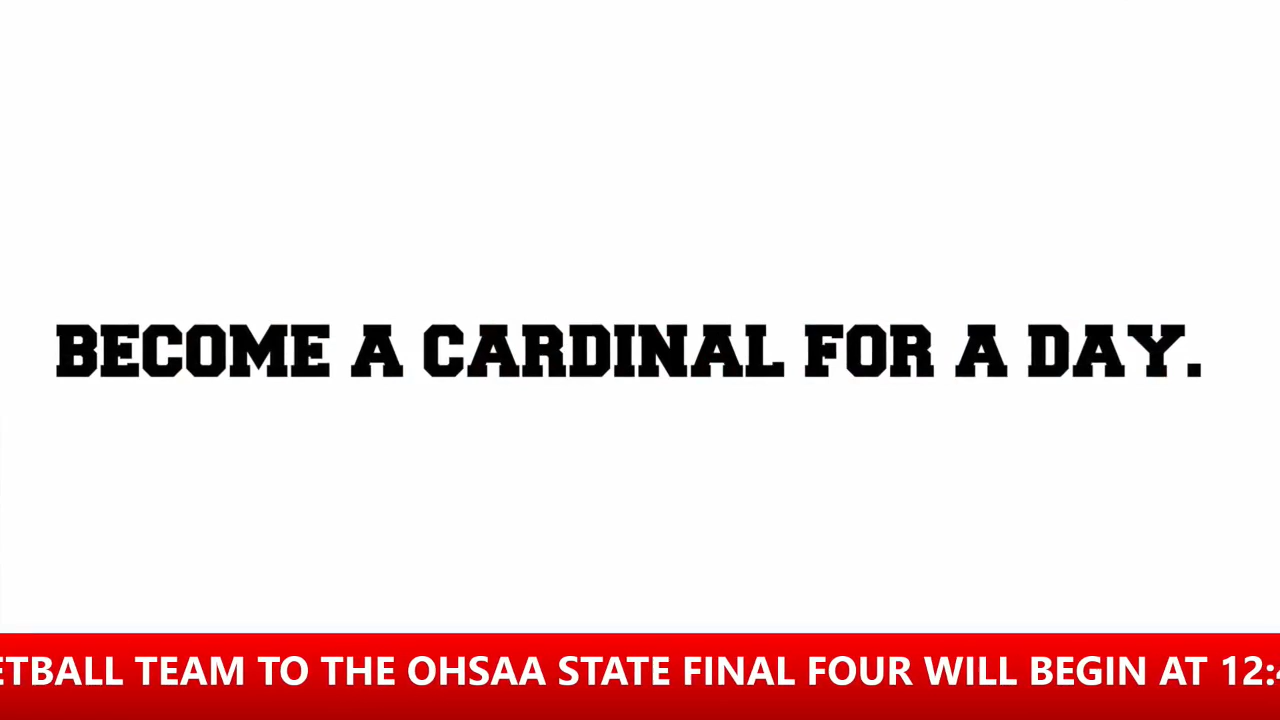 BECOME A CARDINAL FOR A DAY.
TEAM TO THE OHSAA STATE FINAL FOUR WILL BEGIN AT